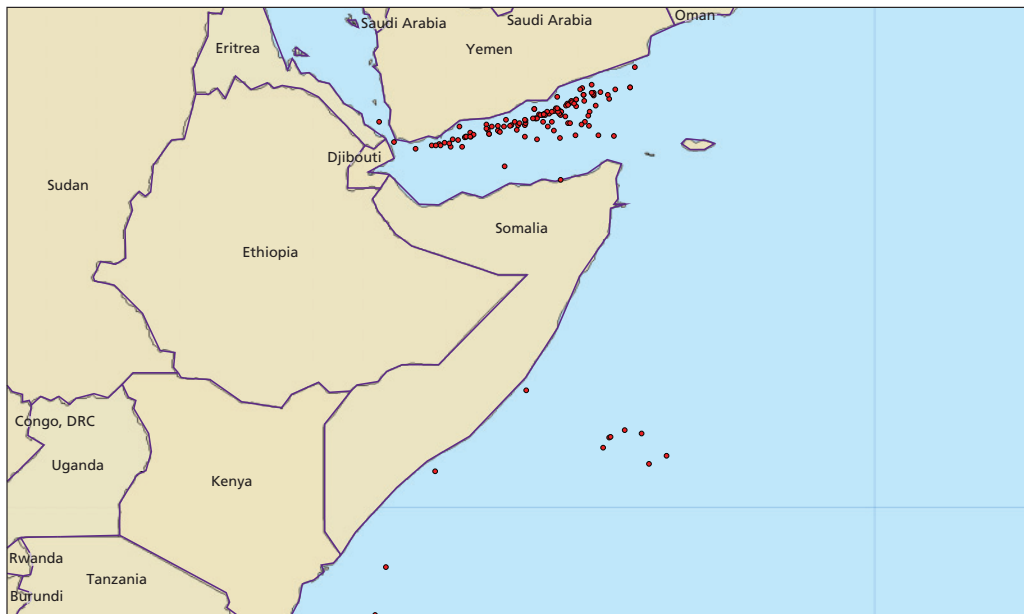 Saudi Arabia
Saudi Arabia
Oman
Yemen
Eritrea
Djibouti
Sudan
Somalia
Ethiopia
Congo, DRC
Uganda
Kenya
Rwanda
Tanzania
Burundi